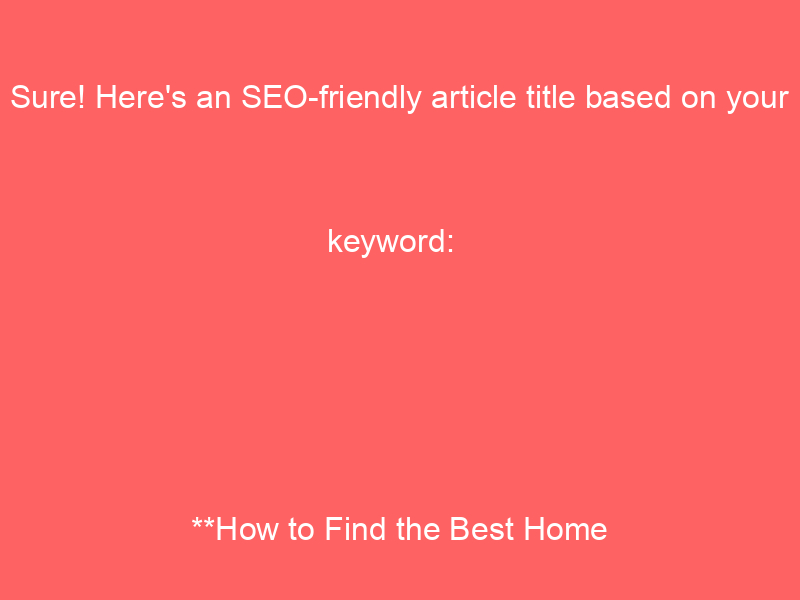 Sure! Here's an SEO-friendly article title based on your
keyword:
**How to Find the Best Home